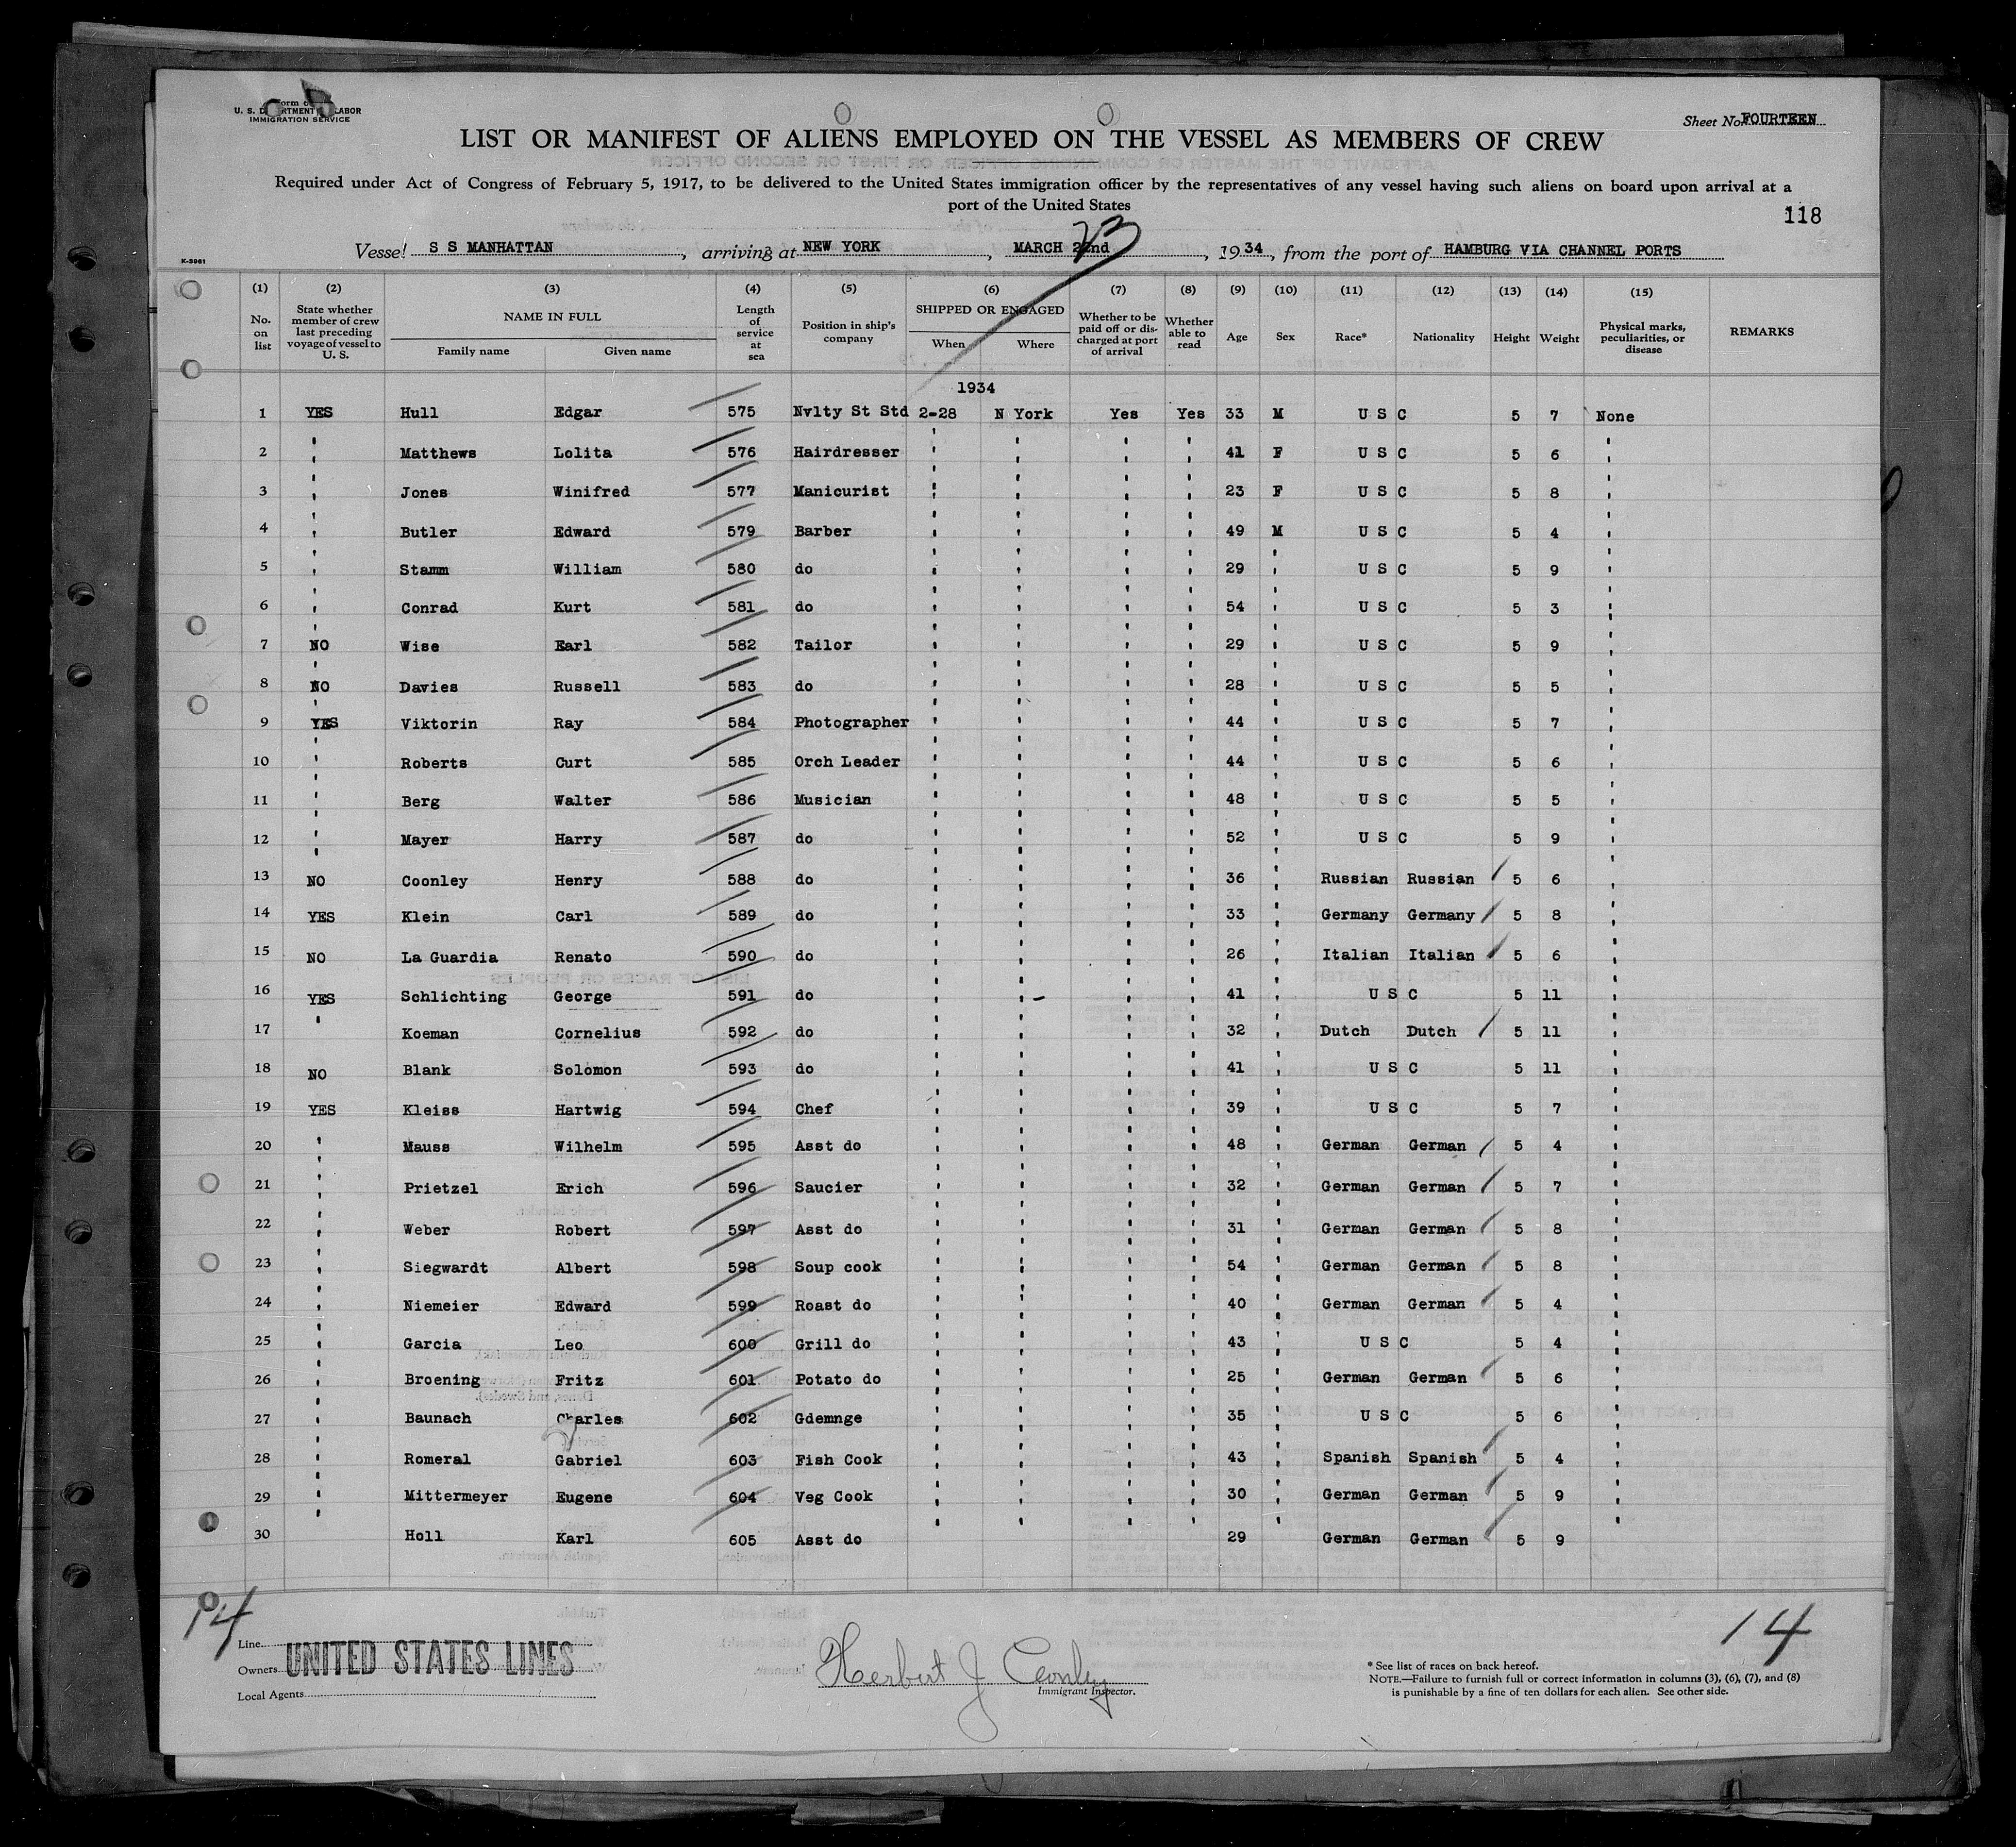 U. S. LABOR
IMMIGRATION SERVICE
Sheet No. FOURTEEN
LIST OR MANIFEST OF ALIENS EMPLOYED ON THE VESSEL AS MEMBERS OF CREW
Required under Act of Congress of February 5, 1917, to be delivered to the United States immigration officer by the representatives of any vessel having such aliens on board upon arrival at a
port of the United States
118
Vessel S S MANHATTAN, arriving at NEW YORK, MARCH 22nd 23, 1934, from the port of HAMBURG VIA CHANNEL PORTS
K-3961
(1) (2) (3) (4) (5) (6) (7) (8) (9) (10) (11) (12) (13) (14) (15)
No. on list State whether member of crew last preceding voyage of vessel to U. S. NAME IN FULL Family name Given name Length of service at sea Position in ship's company SHIPPED OR ENGAGED When Where Whether to be paid off or discharged at port of arrival Whether able to read Age Sex Race* Nationality Height Weight Physical marks, peculiarities, or disease REMARKS
1934
1 YES Hull Edgar 575 Nvlty St Std 2-28 N York Yes Yes 33 M U S C 5 7 None
2 " Matthews Lolita 576 Hairdresser " " " " 41 F U S C 5 6 "
3 " Jones Winifred 577 Manicurist " " " " 23 F U S C 5 8 "
4 " Butler Edward 579 Barber " " " " 49 M U S C 5 4 "
5 " Stamm William 580 do " " " " 29 " U S C 5 9 "
6 " Conrad Kurt 581 do " " " " 54 " U S C 5 3 "
7 NO Wise Earl 582 Tailor " " " " 29 " U S C 5 9 "
8 NO Davies Russell 583 do " " " " 28 " U S C 5 5 "
9 YES Viktorin Ray 584 Photographer " " " " 44 " U S C 5 7 "
10 " Roberts Curt 585 Orch Leader " " " " 44 " U S C 5 6 "
11 " Berg Walter 586 Musician " " " " 48 " U S C 5 5 "
12 " Mayer Harry 587 do " " " " 52 " U S C 5 9 "
13 NO Coonley Henry 588 do " " " " 36 " Russian Russian 5 6 "
14 YES Klein Carl 589 do " " " " 33 " Germany Germany 5 8 "
15 NO La Guardia Renato 590 do " " " " 26 " Italian Italian 5 6 "
16 YES Schlichting George 591 do " " " " 41 " U S C 5 11 "
17 " Koeman Cornelius 592 do " " " " 32 " Dutch Dutch 5 11 "
18 NO Blank Solomon 593 do " " " " 41 " U S C 5 11 "
19 YES Kleiss Hartwig 594 Chef " " " " 39 " U S C 5 7 "
20 " Mauss Wilhelm 595 Asst do " " " " 48 " German German 5 4 "
21 " Prietzel Erich 596 Saucier " " " " 32 " German German 5 7 "
22 " Weber Robert 597 Asst do " " " " 31 " German German 5 8 "
23 " Siegwardt Albert 598 Soup cook " " " " 54 " German German 5 8 "
24 " Niemeier Edward 599 Roast do " " " " 40 " German German 5 4 "
25 " Garcia Leo 600 Grill do " " " " 43 " U S C 5 4 "
26 " Broening Fritz 601 Potato do " " " " 25 " German German 5 6 "
27 " Baunach Charles 602 Gdemnge " " " " 35 " U S C 5 6 "
28 " Romeral Gabriel 603 Fish Cook " " " " 43 " Spanish Spanish 5 4 "
29 " Mittermeyer Eugene 604 Veg Cook " " " " 30 " German German 5 9 "
30 Holl Karl 605 Asst do 29 German German 5 9
14
14
Line
Owners UNITED STATES LINES
Local Agents
Herbert J
Immigrant Inspector.
* See list of races on back hereof.
NOTE.—Failure to furnish full or correct information in columns (3), (6), (7), and (8)
is punishable by a fine of ten dollars for each alien. See other side.